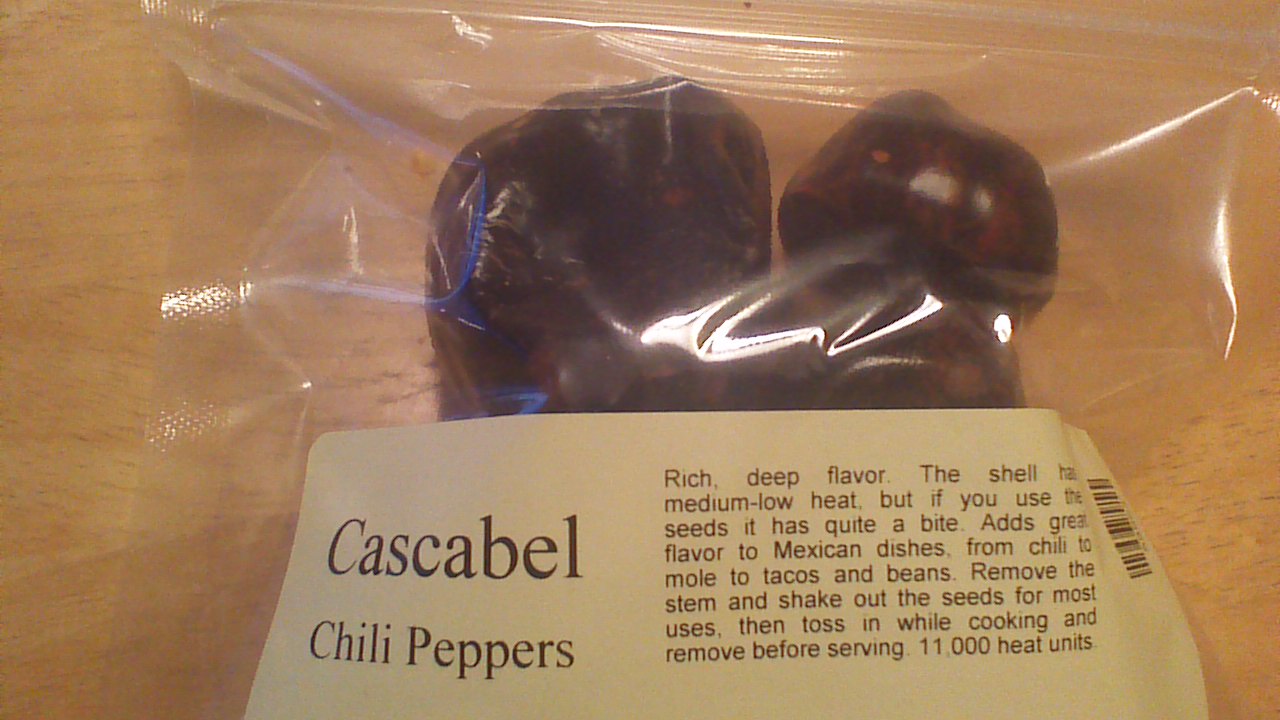 Cascabel
Chili Peppers
Rich, deep flavor. The shell has
medium-low heat, but if you use the
seeds it has quite a bite. Adds great
flavor to Mexican dishes, from chili to
mole to tacos and beans. Remove the
stem and shake out the seeds for most
uses, then toss in while cooking and
remove before serving. 11,000 heat units.